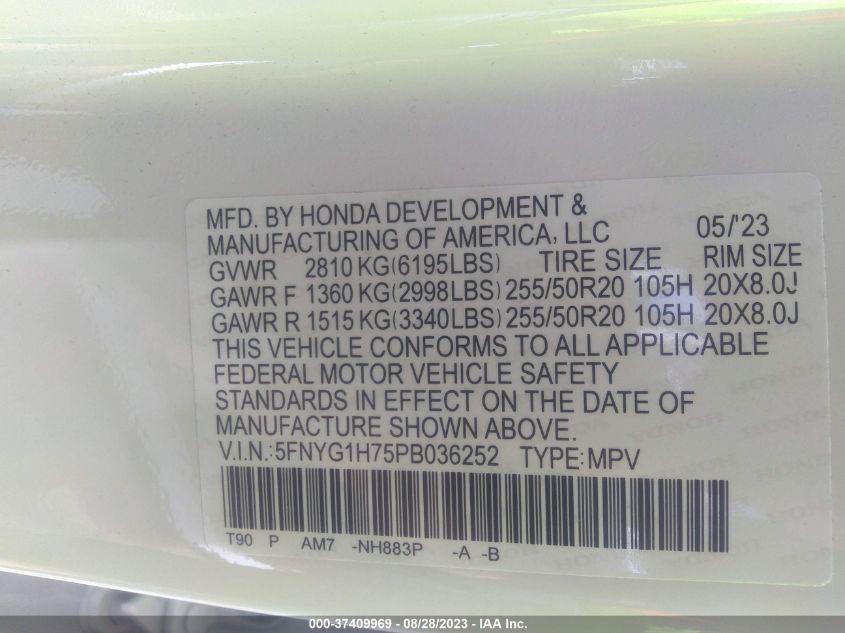 MFD. BY HONDA DEVELOPMENT &
MANUFACTURING OF AMERICA, LLC 05/'23
GVWR 2810 KG(6195LBS) TIRE SIZE RIM SIZE
GAWR F 1360 KG(2998LBS) 255/50R20 105H 20X8.0J
GAWR R 1515 KG(3340LBS) 255/50R20 105H 20X8.0J
THIS VEHICLE CONFORMS TO ALL APPLICABLE
FEDERAL MOTOR VEHICLE SAFETY
STANDARDS IN EFFECT ON THE DATE OF
MANUFACTURE SHOWN ABOVE.
V.I.N.:5FNYG1H75PB036252 TYPE:MPV
T90 P AM7 -NH883P -A -B
000 -37409969 - 08/28/2023 - IAA Inc.